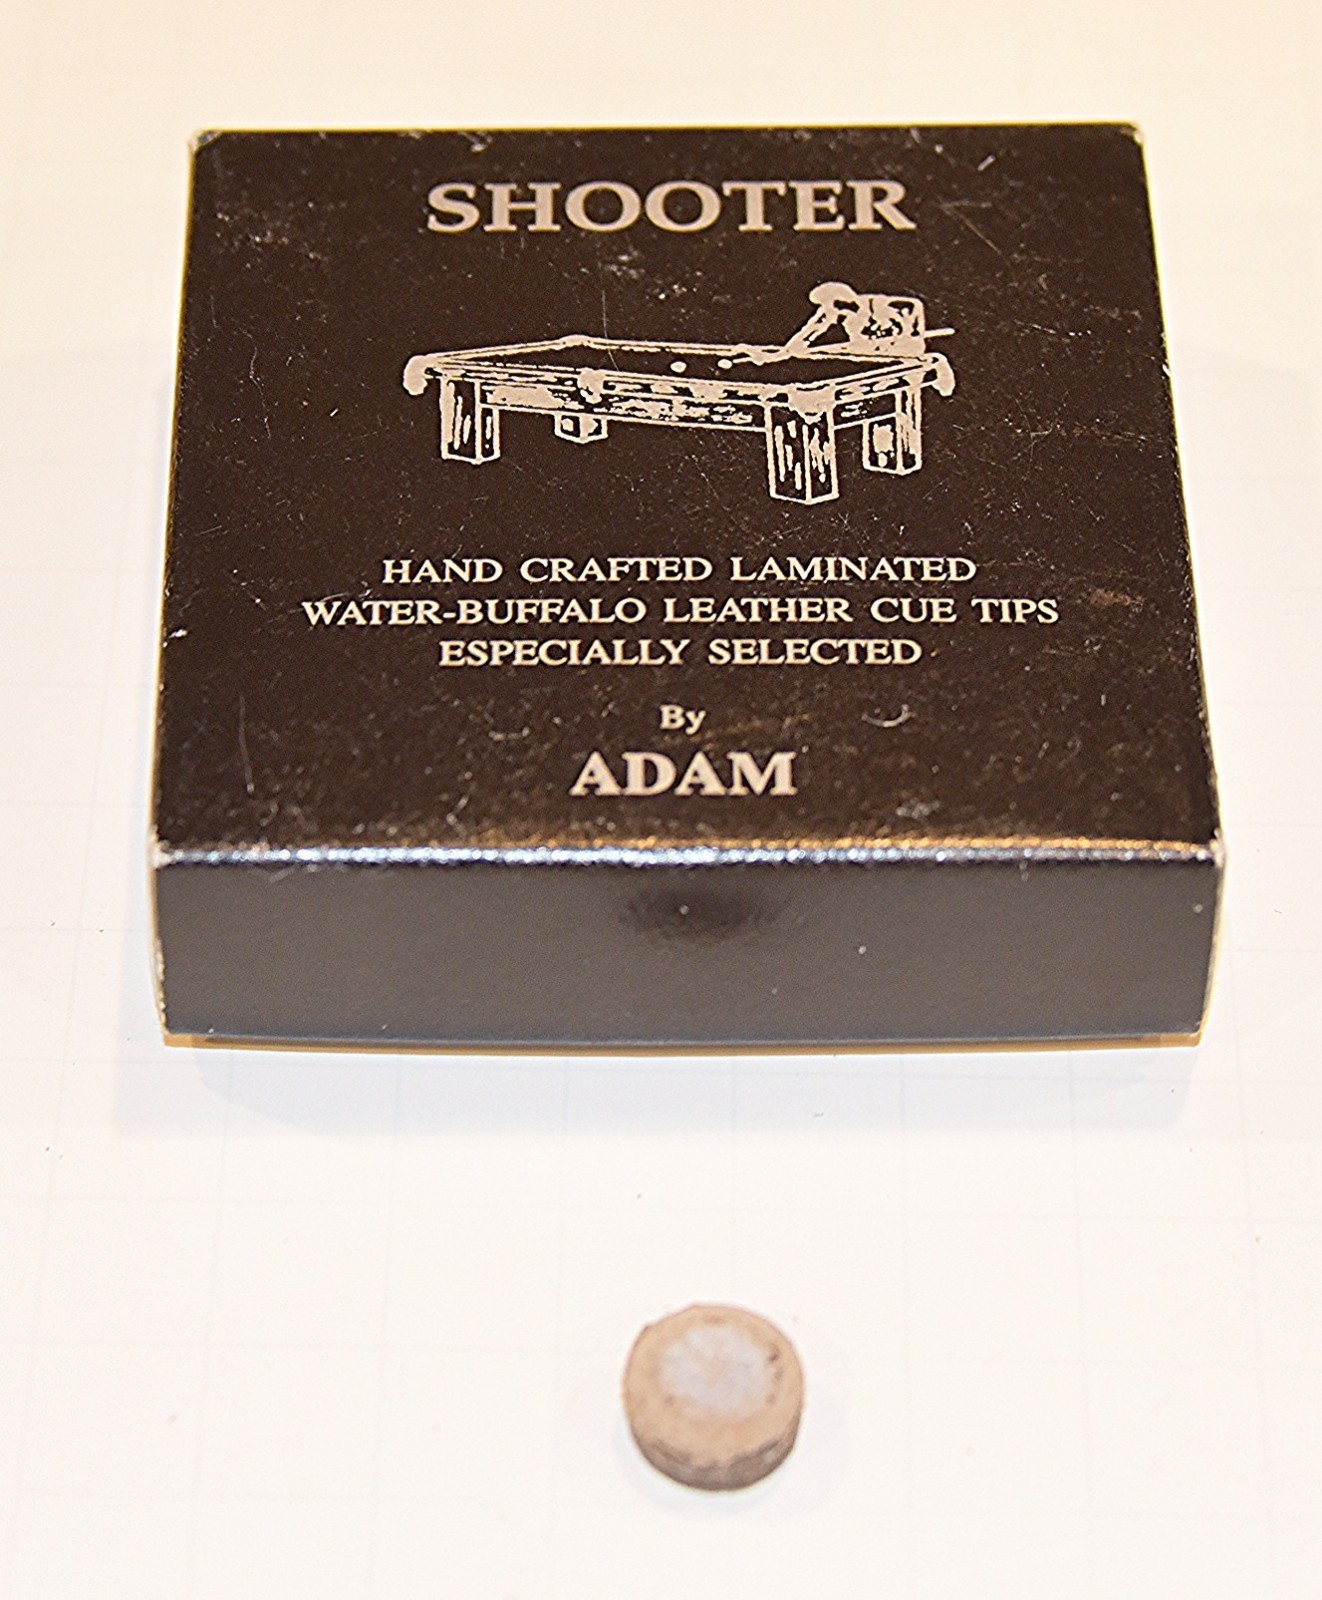 SHOOTER
HAND CRAFTED LAMINATED
WATER-BUFFALO LEATHER CUE TIPS
ESPECIALLY SELECTED
By
ADAM